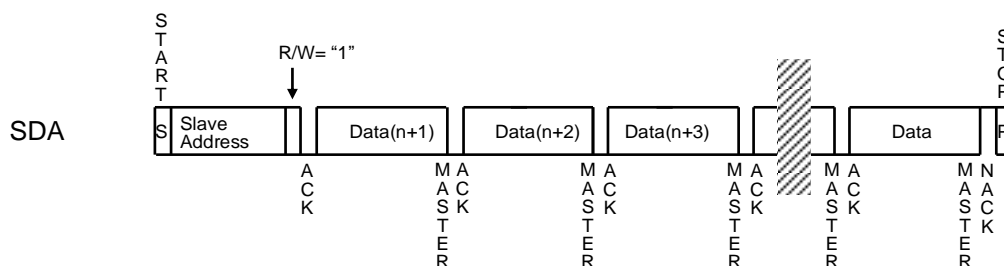 START
STOP
R/W= “1”
SDA
S
Slave
Address
Data(n+1)
Data(n+2)
Data(n+3)
Data
P
ACK
MASTER
ACK
MASTER
ACK
MASTER
ACK
MASTER
ACK
MASTER
NACK